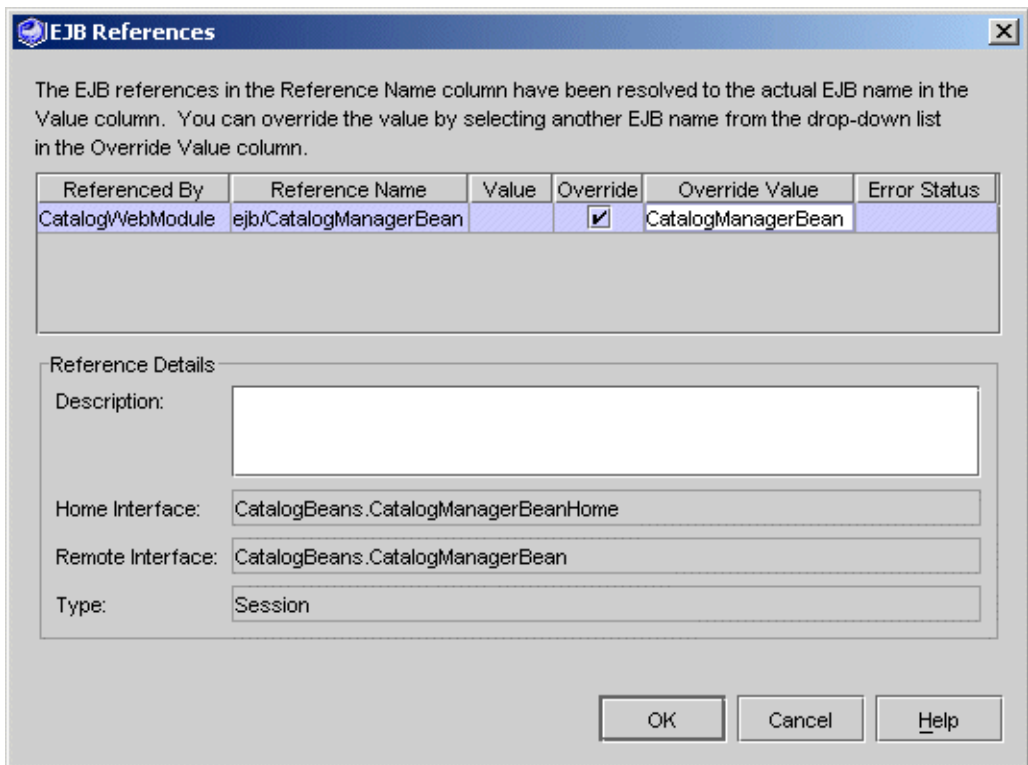 EJB References
The EJB references in the Reference Name column have been resolved to the actual EJB name in the
Value column. You can override the value by selecting another EJB name from the drop-down list
in the Override Value column.
Referenced By Reference Name Value Override Override Value Error Status
CatalogWebModule ejb/CatalogManagerBean CatalogManagerBean
Reference Details
Description:
Home Interface: CatalogBeans.CatalogManagerBeanHome
Remote Interface: CatalogBeans.CatalogManagerBean
Type: Session
OK Cancel Help